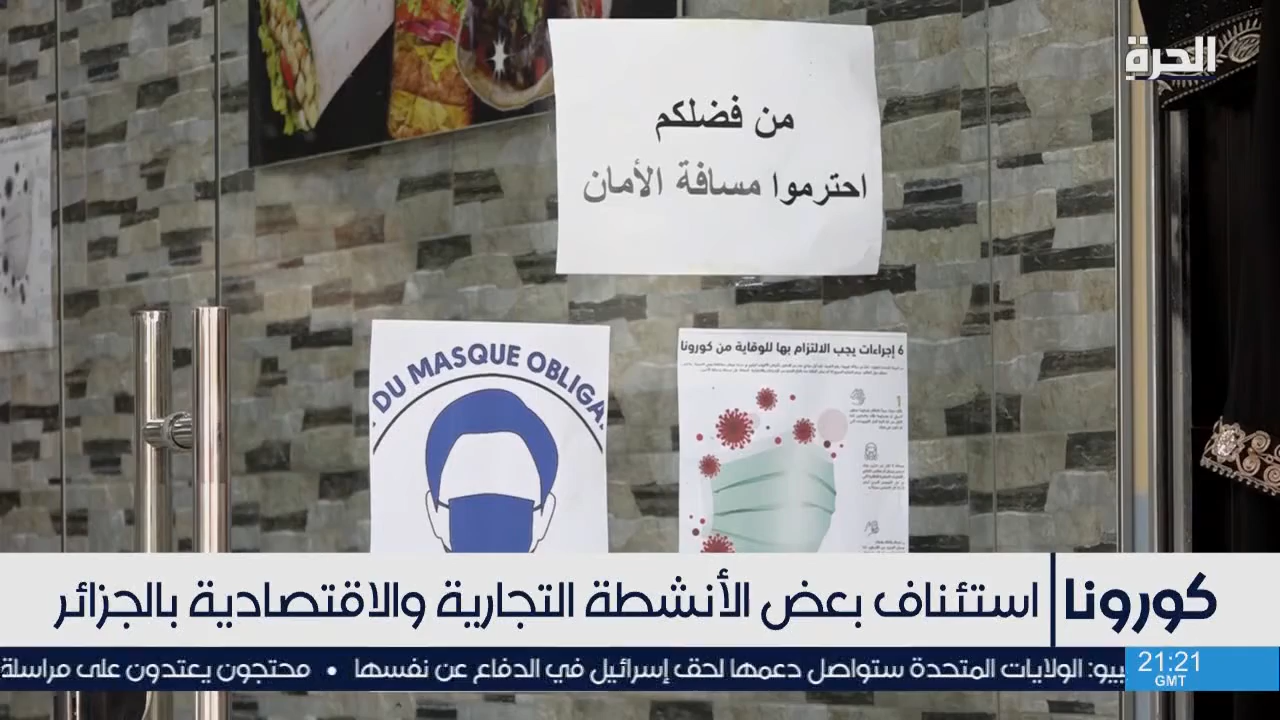 الحرة
من فضلكم
احترموا مسافة الأمان
DU MASQUE OBLIGA
6 إجراءات يجب الالتزام بها للوقاية من كورونا
كورونا
استئناف بعض الأنشطة التجارية والاقتصادية بالجزائر
يو: الولايات المتحدة ستواصل دعمها لحق إسرائيل في الدفاع عن نفسها • محتجون يعتدون على مراسلة
21:21
GMT